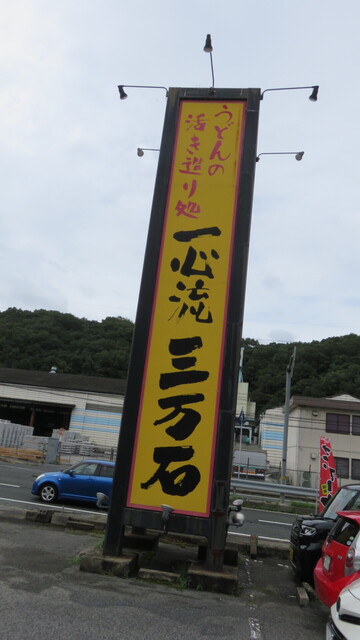 うどんの
活き造り処
一心流
三万石